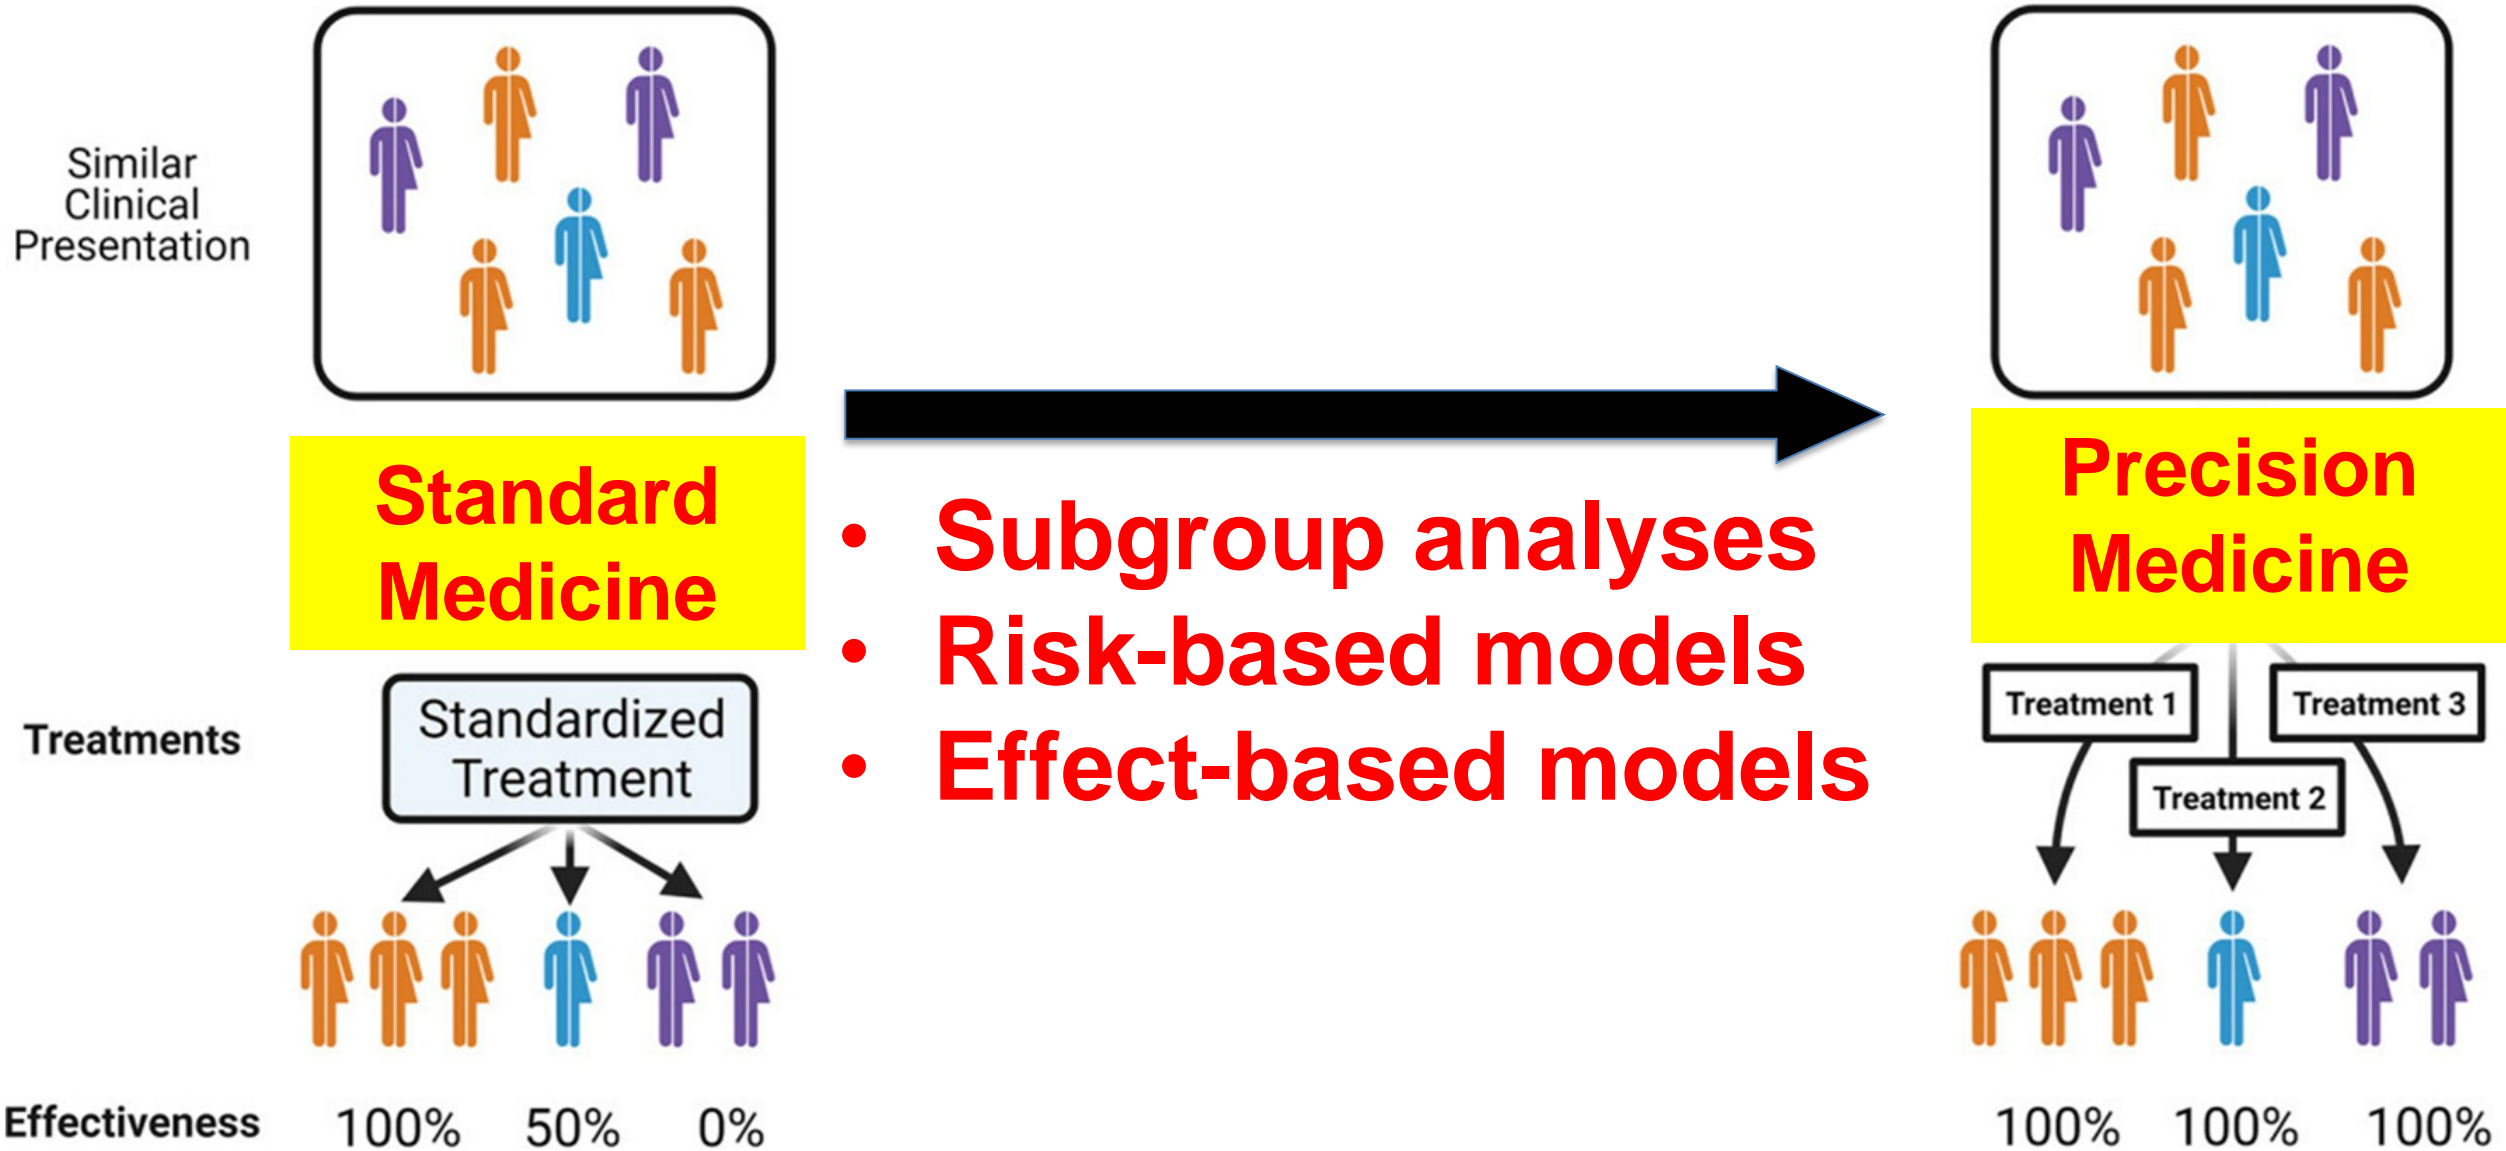 Similar
Clinical
Presentation
Standard
Medicine
• Subgroup analyses
• Risk-based models
• Effect-based models
Precision
Medicine
Treatments
Standardized
Treatment
Treatment 1
Treatment 3
Treatment 2
Effectiveness
100% 50% 0%
100% 100% 100%